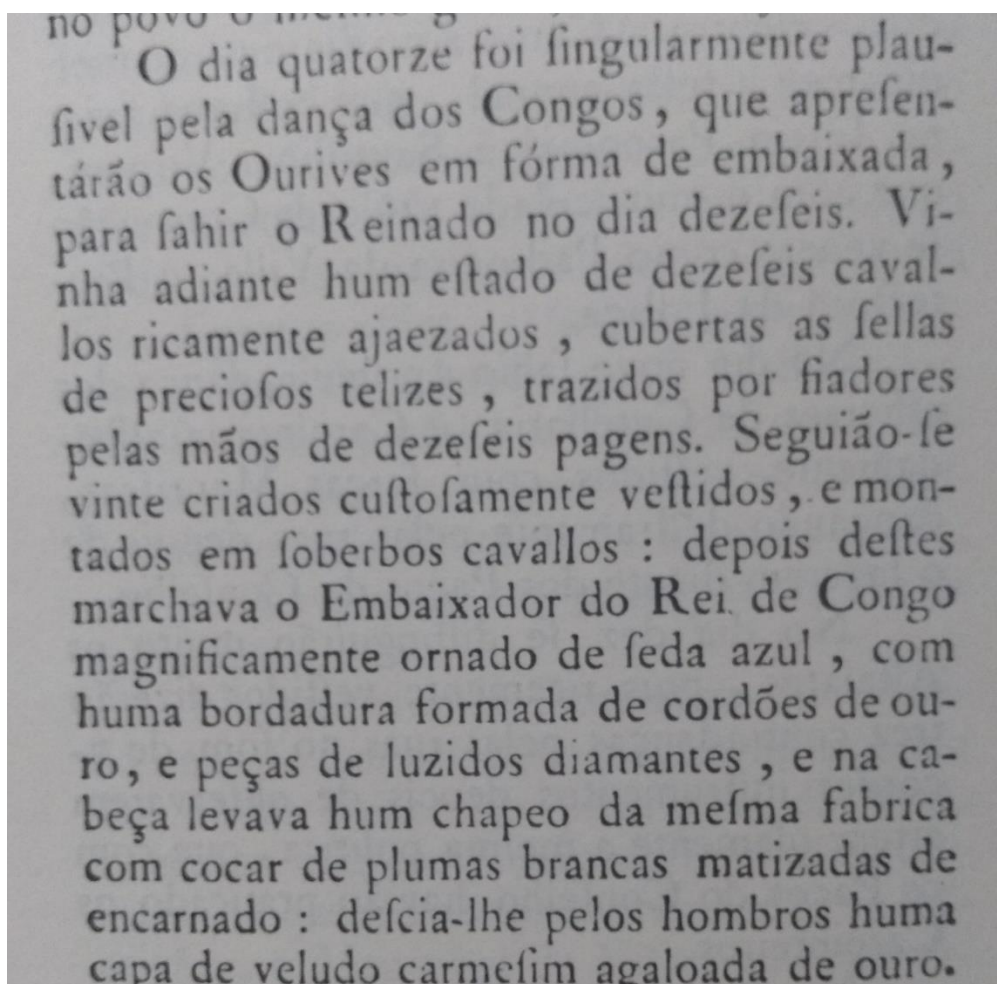 no povo o
O dia quatorze foi ſingularmente plau-
ſivel pela dança dos Congos, que apreſen-
tárão os Ourives em fórma de embaixada,
para ſahir o Reinado no dia dezeſeis. Vi-
nha adiante hum eſtado de dezeſeis caval-
los ricamente ajaezados, cubertas as ſellas
de precioſos telizes, trazidos por fiadores
pelas mãos de dezeſeis pagens. Seguião-ſe
vinte criados cuſtoſamente veſtidos, e mon-
tados em ſoberbos cavallos: depois deſtes
marchava o Embaixador do Rei de Congo
magnificamente ornado de ſeda azul, com
huma bordadura formada de cordões de ou-
ro, e peças de luzidos diamantes, e na ca-
beça levava hum chapeo da meſma fabrica
com cocar de plumas brancas matizadas de
encarnado: deſcia-lhe pelos hombros huma
capa de veludo carmeſim agaloada de ouro.